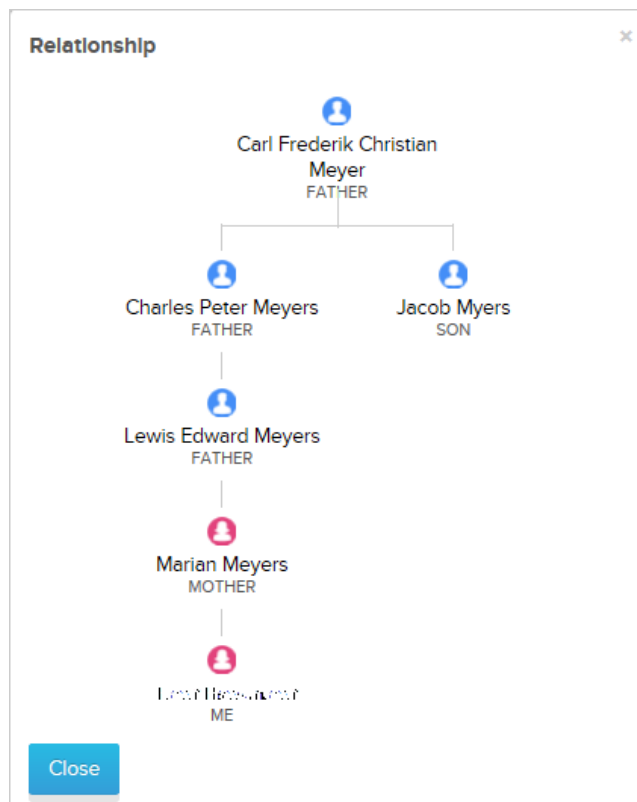 Relationship
×
Carl Frederik Christian
Meyer
FATHER
Charles Peter Meyers
FATHER
Jacob Myers
SON
Lewis Edward Meyers
FATHER
Marian Meyers
MOTHER
ME
Close